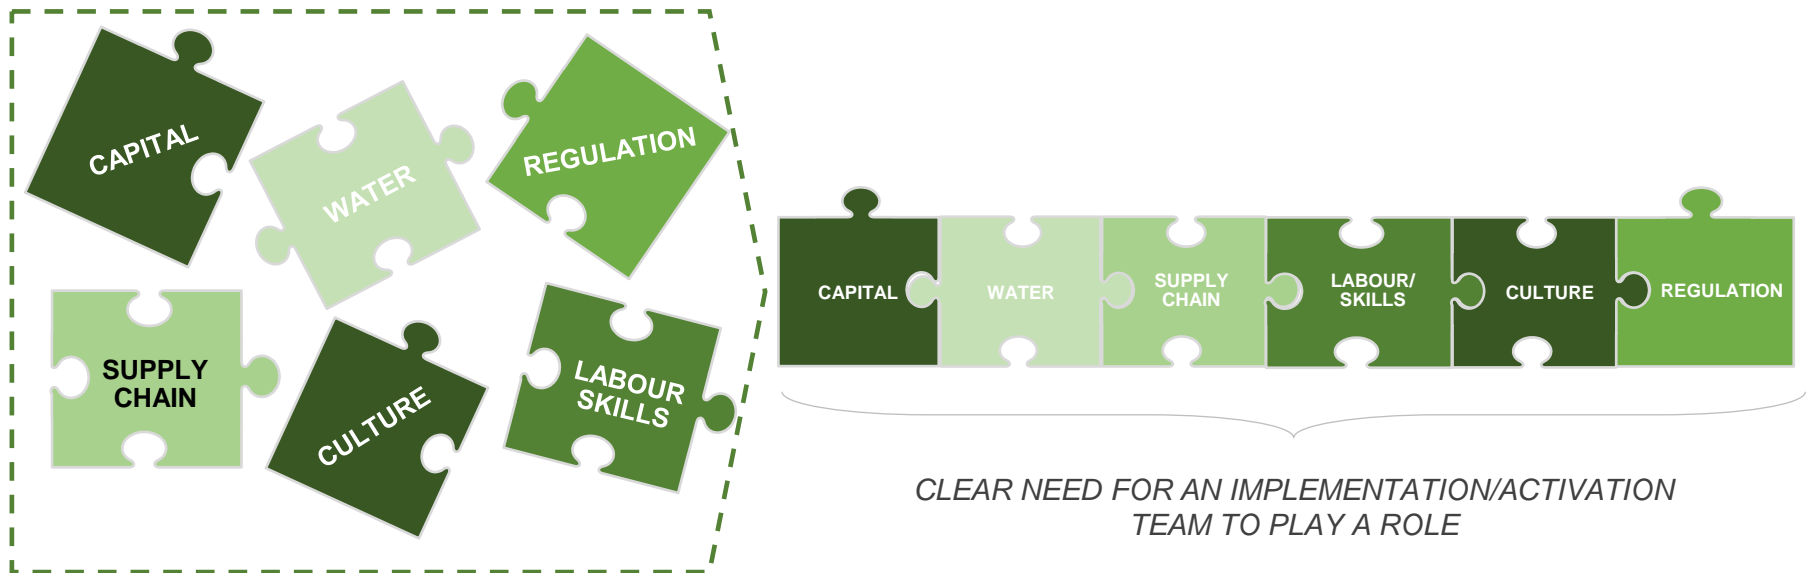 CAPITAL
WATER
REGULATION
SUPPLY
CHAIN
CULTURE
LABOUR
SKILLS
CAPITAL
WATER
SUPPLY
CHAIN
LABOUR/
SKILLS
CULTURE
REGULATION
CLEAR NEED FOR AN IMPLEMENTATION/ACTIVATION
TEAM TO PLAY A ROLE